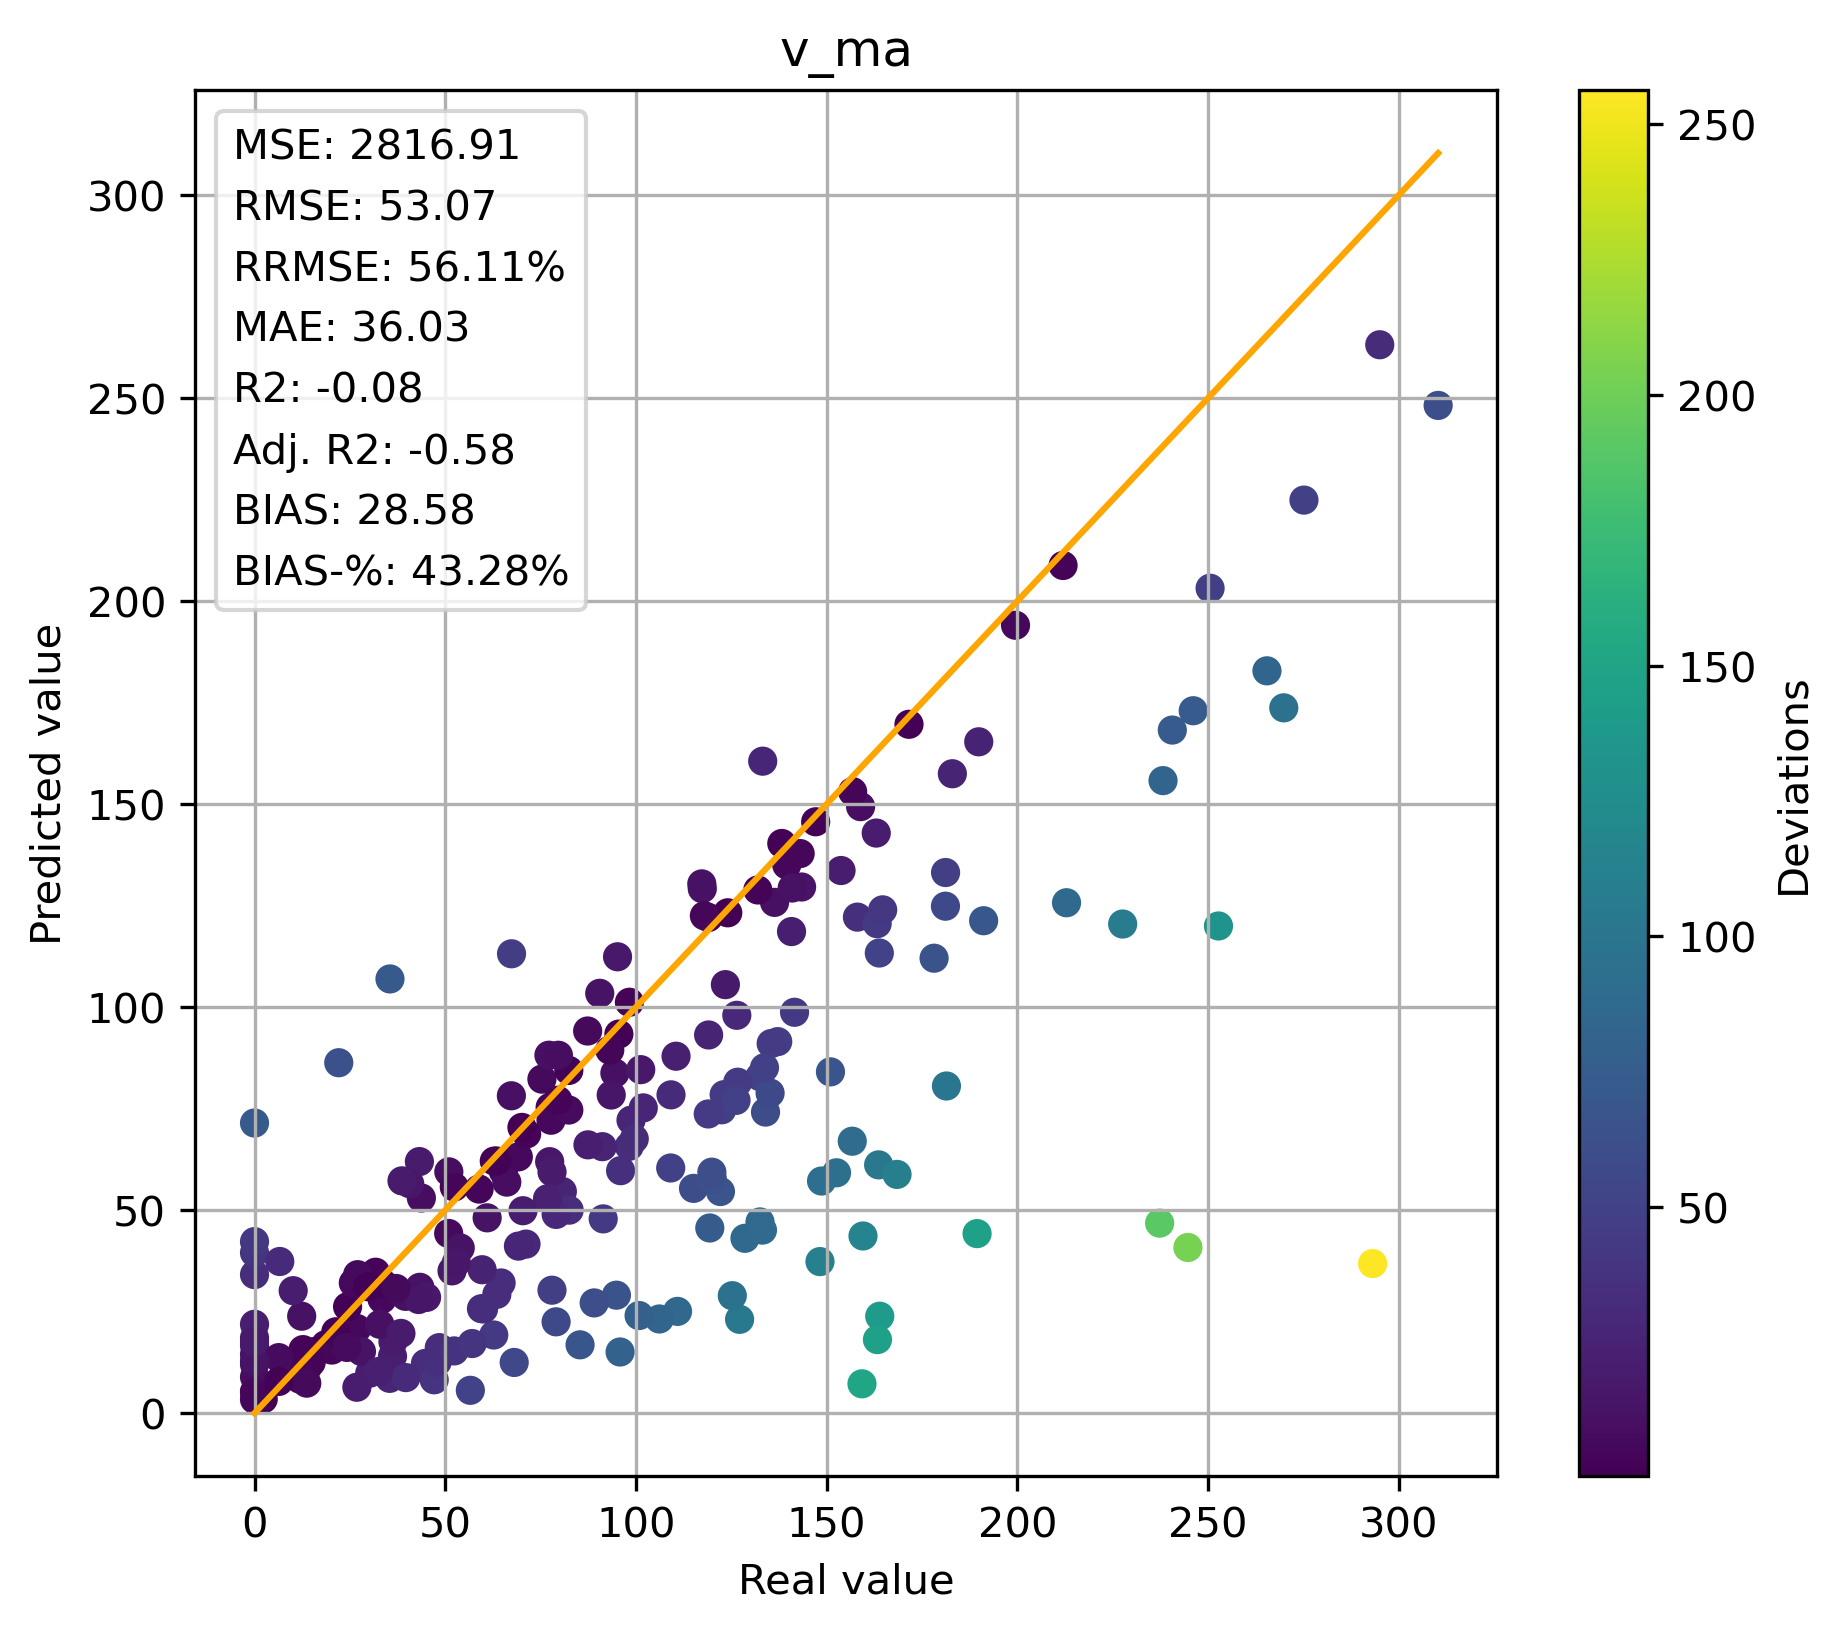 v_ma
MSE: 2816.91
RMSE: 53.07
RRMSE: 56.11%
MAE: 36.03
R2: -0.08
Adj. R2: -0.58
BIAS: 28.58
BIAS-%: 43.28%
Predicted value
300
250
200
150
100
50
0
0 50 100 150 200 250 300
Real value
250
200
150
100
50
Deviations